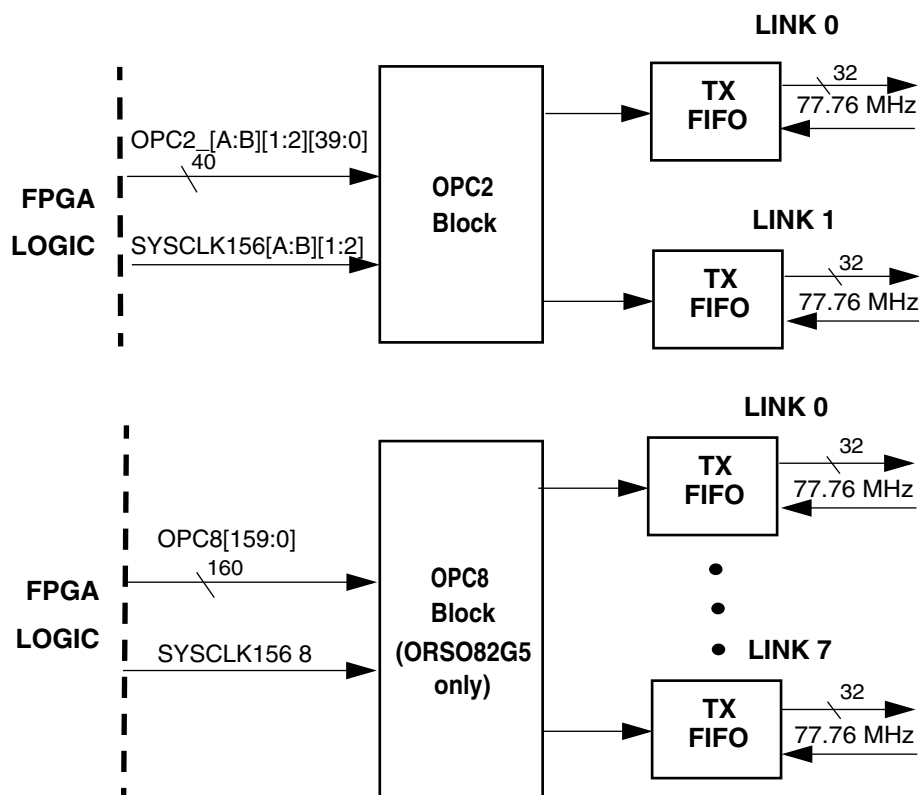 LINK 0
OPC2_[A:B][1:2][39:0]
40
FPGA
LOGIC
SYSCLK156[A:B][1:2]
OPC2
Block
TX
FIFO
32
77.76 MHz
LINK 1
TX
FIFO
32
77.76 MHz
LINK 0
OPC8[159:0]
160
FPGA
LOGIC
SYSCLK156 8
OPC8
Block
(ORSO82G5
only)
TX
FIFO
32
77.76 MHz
LINK 7
TX
FIFO
32
77.76 MHz